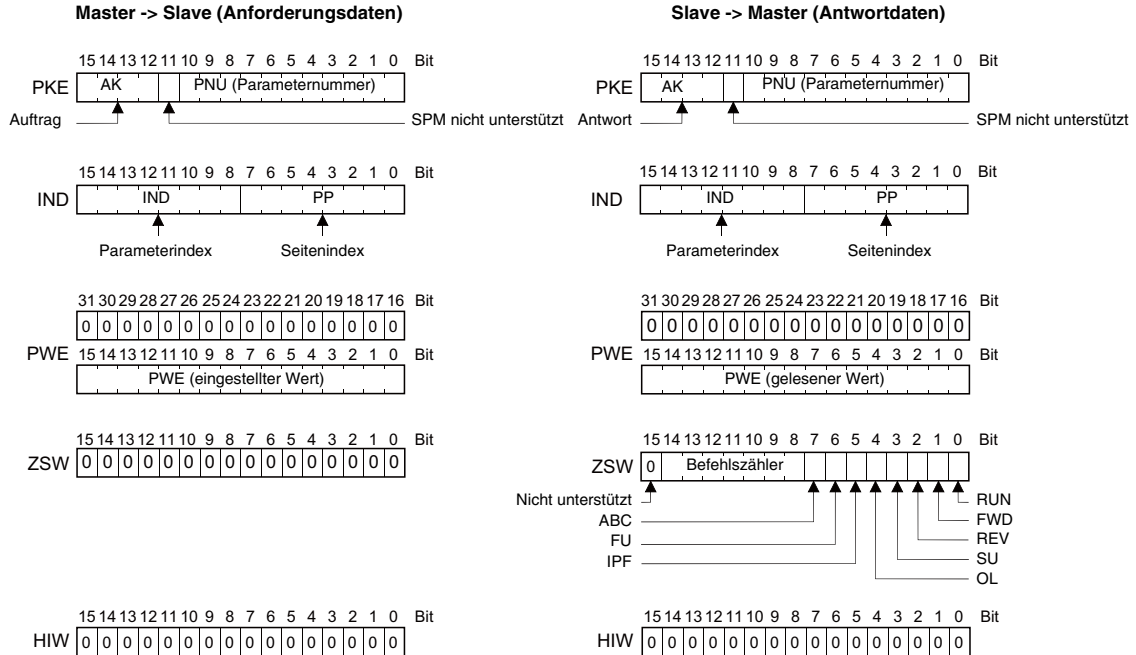 Master -> Slave (Anforderungsdaten)
15 14 13 12 11 10 9 8 7 6 5 4 3 2 1 0 Bit
PKE AK PNU (Parameternummer)
Auftrag SPM nicht unterstützt
15 14 13 12 11 10 9 8 7 6 5 4 3 2 1 0 Bit
IND IND PP
Parameterindex Seitenindex
31 30 29 28 27 26 25 24 23 22 21 20 19 18 17 16 Bit
0 0 0 0 0 0 0 0 0 0 0 0 0 0 0 0
PWE 15 14 13 12 11 10 9 8 7 6 5 4 3 2 1 0 Bit
PWE (eingestellter Wert)
15 14 13 12 11 10 9 8 7 6 5 4 3 2 1 0 Bit
ZSW 0 0 0 0 0 0 0 0 0 0 0 0 0 0 0 0
15 14 13 12 11 10 9 8 7 6 5 4 3 2 1 0 Bit
HIW 0 0 0 0 0 0 0 0 0 0 0 0 0 0 0 0
Slave -> Master (Antwortdaten)
15 14 13 12 11 10 9 8 7 6 5 4 3 2 1 0 Bit
PKE AK PNU (Parameternummer)
Antwort SPM nicht unterstützt
15 14 13 12 11 10 9 8 7 6 5 4 3 2 1 0 Bit
IND IND PP
Parameterindex Seitenindex
31 30 29 28 27 26 25 24 23 22 21 20 19 18 17 16 Bit
0 0 0 0 0 0 0 0 0 0 0 0 0 0 0 0
PWE 15 14 13 12 11 10 9 8 7 6 5 4 3 2 1 0 Bit
PWE (gelesener Wert)
15 14 13 12 11 10 9 8 7 6 5 4 3 2 1 0 Bit
ZSW 0 Befehlszähler
Nicht unterstützt RUN
ABC FWD
FU REV
IPF SU
OL
15 14 13 12 11 10 9 8 7 6 5 4 3 2 1 0 Bit
HIW 0 0 0 0 0 0 0 0 0 0 0 0 0 0 0 0